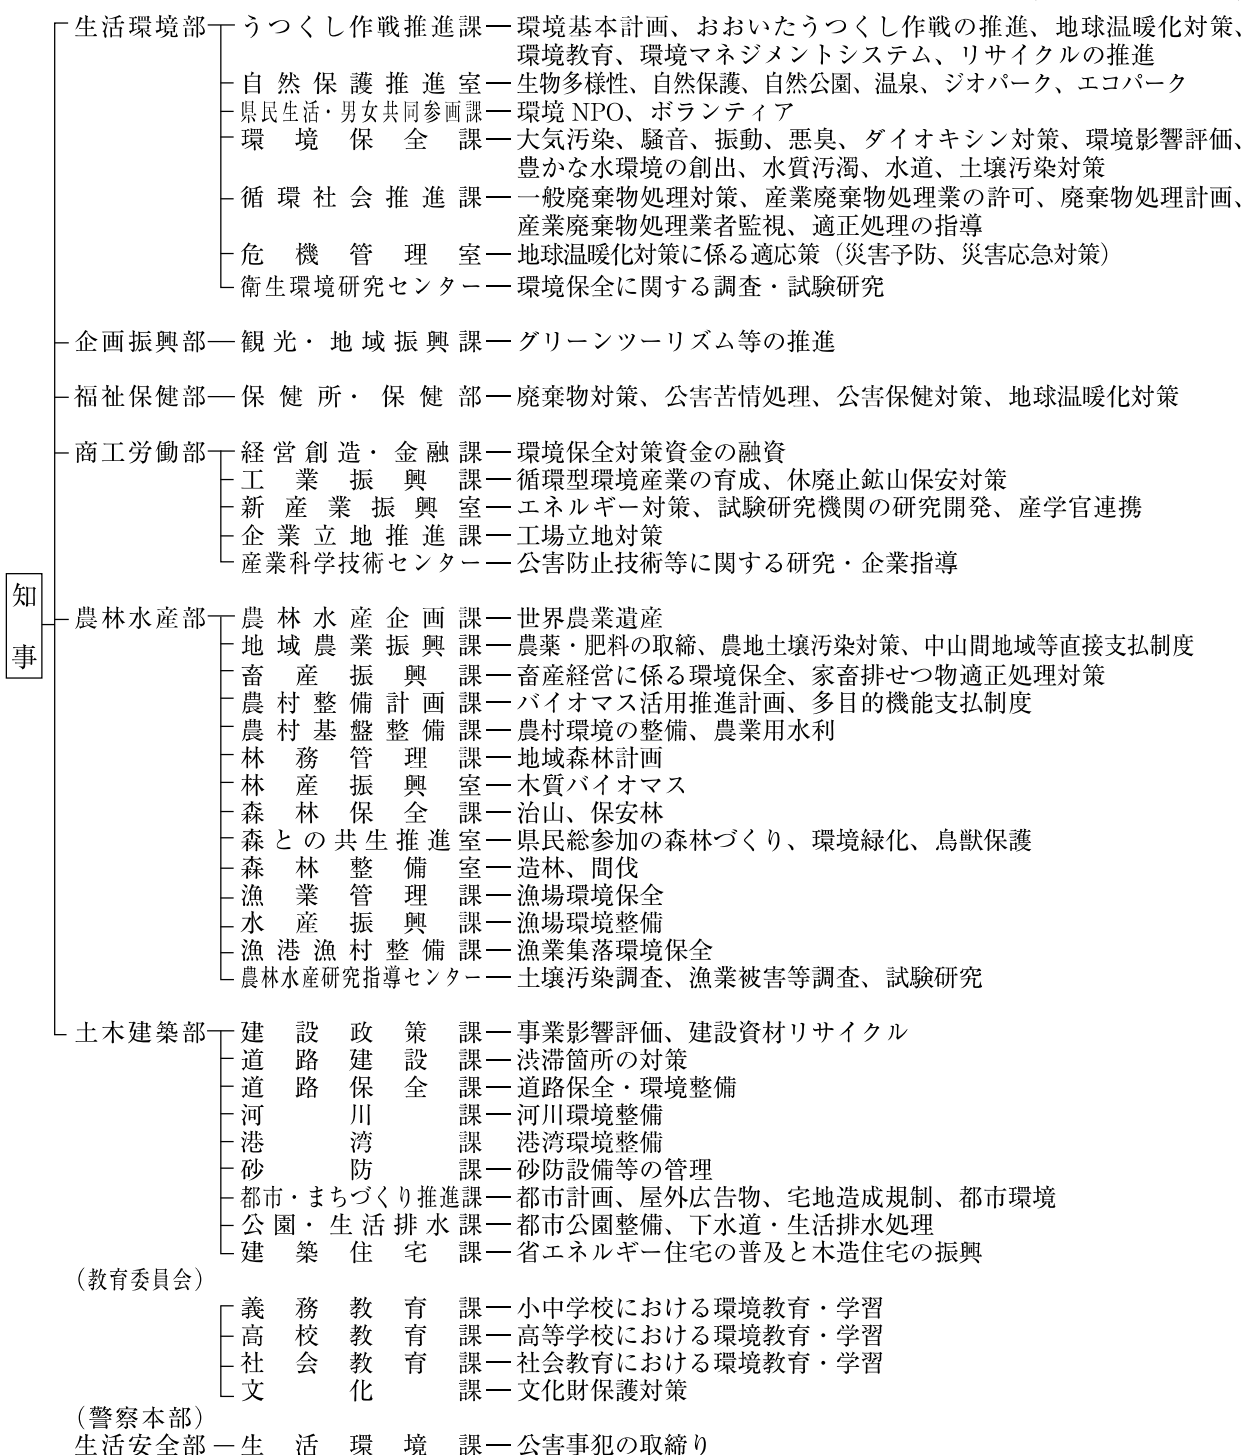 生活環境部 うつくし作戦推進課―環境基本計画、おおいたうつくし作戦の推進、地球温暖化対策、
環境教育、環境マネジメントシステム、リサイクルの推進
自然保護推進室―生物多様性、自然保護、自然公園、温泉、ジオパーク、エコパーク
県民生活・男女共同参画課―環境 NPO、ボランティア
環境保全課―大気汚染、騒音、振動、悪臭、ダイオキシン対策、環境影響評価、
豊かな水環境の創出、水質汚濁、水道、土壌汚染対策
循環社会推進課―一般廃棄物処理対策、産業廃棄物処理業の許可、廃棄物処理計画、
産業廃棄物処理業者監視、適正処理の指導
危機管理室―地球温暖化対策に係る適応策（災害予防、災害応急対策）
衛生環境研究センター―環境保全に関する調査・試験研究
企画振興部―観光・地域振興課―グリーンツーリズム等の推進
福祉保健部―保健所・保健部―廃棄物対策、公害苦情処理、公害保健対策、地球温暖化対策
商工労働部 経営創造・金融課―環境保全対策資金の融資
工業振興課―循環型環境産業の育成、休廃止鉱山保安対策
新産業振興室―エネルギー対策、試験研究機関の研究開発、産学官連携
企業立地推進課―工場立地対策
産業科学技術センター―公害防止技術等に関する研究・企業指導
知事
農林水産部 農林水産企画課―世界農業遺産
地域農業振興課―農薬・肥料の取締、農地土壌汚染対策、中山間地域等直接支払制度
畜産振興課―畜産経営に係る環境保全、家畜排せつ物適正処理対策
農村整備計画課―バイオマス活用推進計画、多目的機能支払制度
農村基盤整備課―農村環境の整備、農業用水利
林務管理課―地域森林計画
林産振興室―木質バイオマス
森林保全課―治山、保安林
森との共生推進室―県民総参加の森林づくり、環境緑化、鳥獣保護
森林整備室―造林、間伐
漁業管理課―漁場環境保全
水産振興課―漁場環境整備
漁港漁村整備課―漁業集落環境保全
農林水産研究指導センター―土壌汚染調査、漁業被害等調査、試験研究
土木建築部 建設政策課―事業影響評価、建設資材リサイクル
道路建設課―渋滞箇所の対策
道路保全課―道路保全・環境整備
河川課―河川環境整備
港湾課 港湾環境整備
砂防課―砂防設備等の管理
都市・まちづくり推進課―都市計画、屋外広告物、宅地造成規制、都市環境
公園・生活排水課―都市公園整備、下水道・生活排水処理
建築住宅課―省エネルギー住宅の普及と木造住宅の振興
（教育委員会）
義務教育課―小中学校における環境教育・学習
高校教育課―高等学校における環境教育・学習
社会教育課―社会教育における環境教育・学習
文化課―文化財保護対策
（警察本部）
生活安全部―生活環境課―公害事犯の取締り